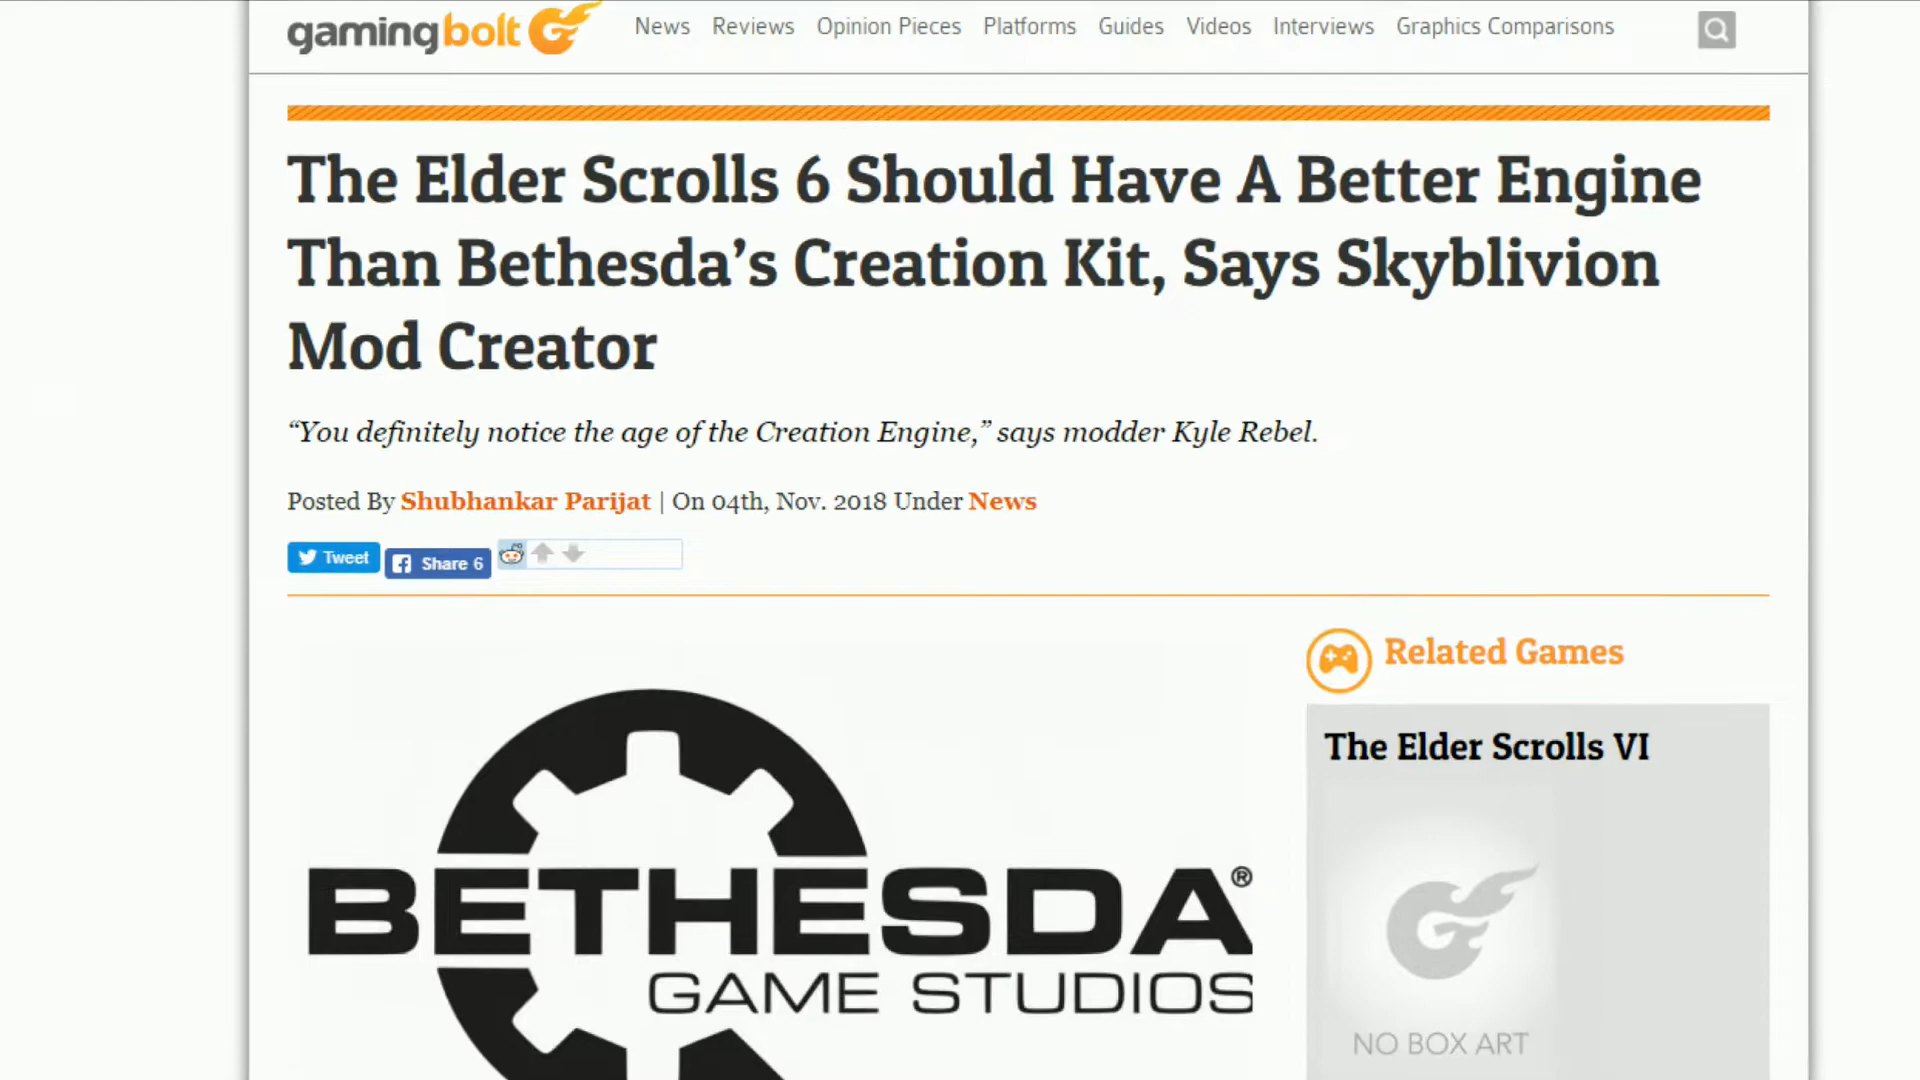 gamingbolt
News Reviews Opinion Pieces Platforms Guides Videos Interviews Graphics Comparisons
The Elder Scrolls 6 Should Have A Better Engine
Than Bethesda’s Creation Kit, Says Skyblivion
Mod Creator
“You definitely notice the age of the Creation Engine,” says modder Kyle Rebel.
Posted By Shubhankar Parijat | On 04th, Nov. 2018 Under News
Tweet Share 6
Related Games
The Elder Scrolls VI
BETHESDA®
GAME STUDIOS
NO BOX ART